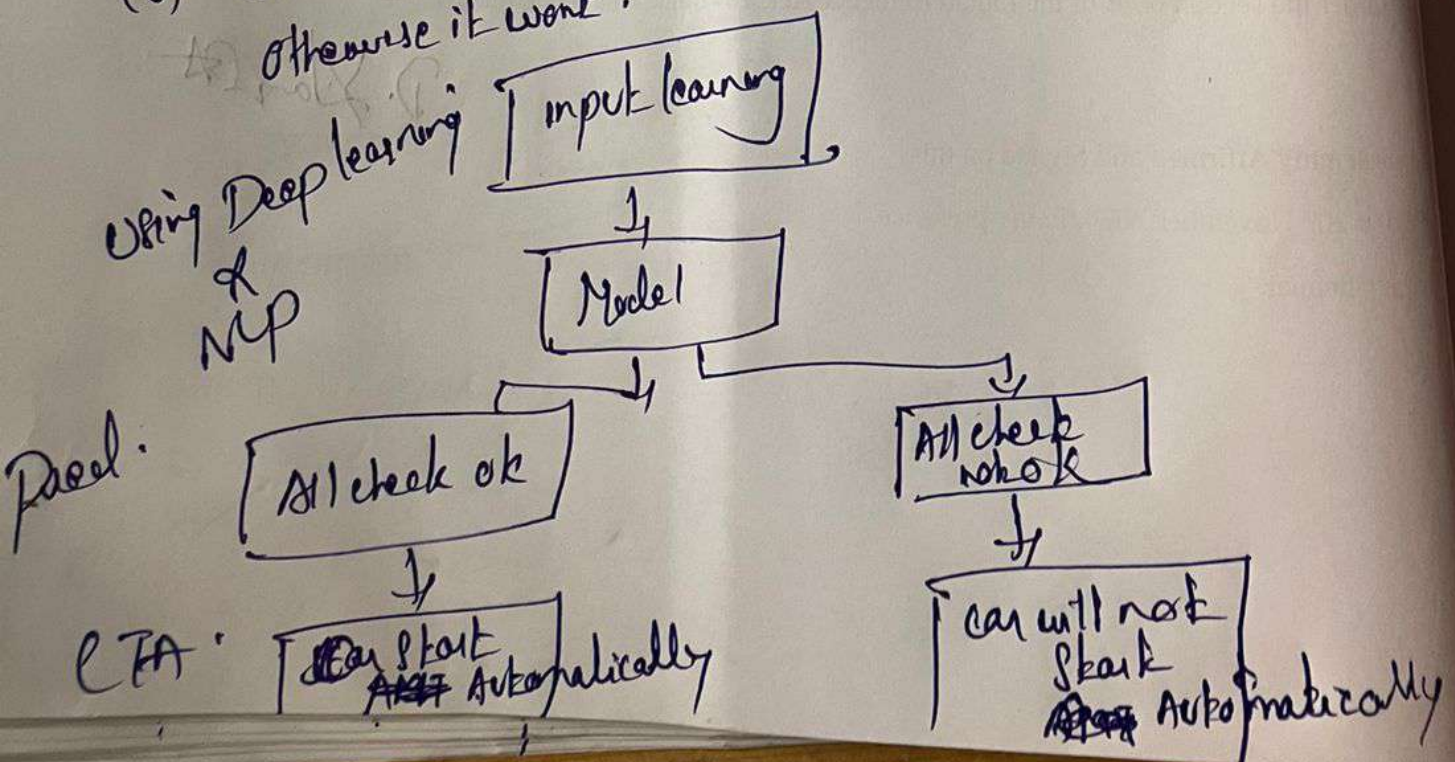 Otherwise it wont
input learning
Using Deep learning
&
NLP
Model
All check ok
All check
not ok
CTA.
Car Start
Automatically
car will not
Start
Automatically